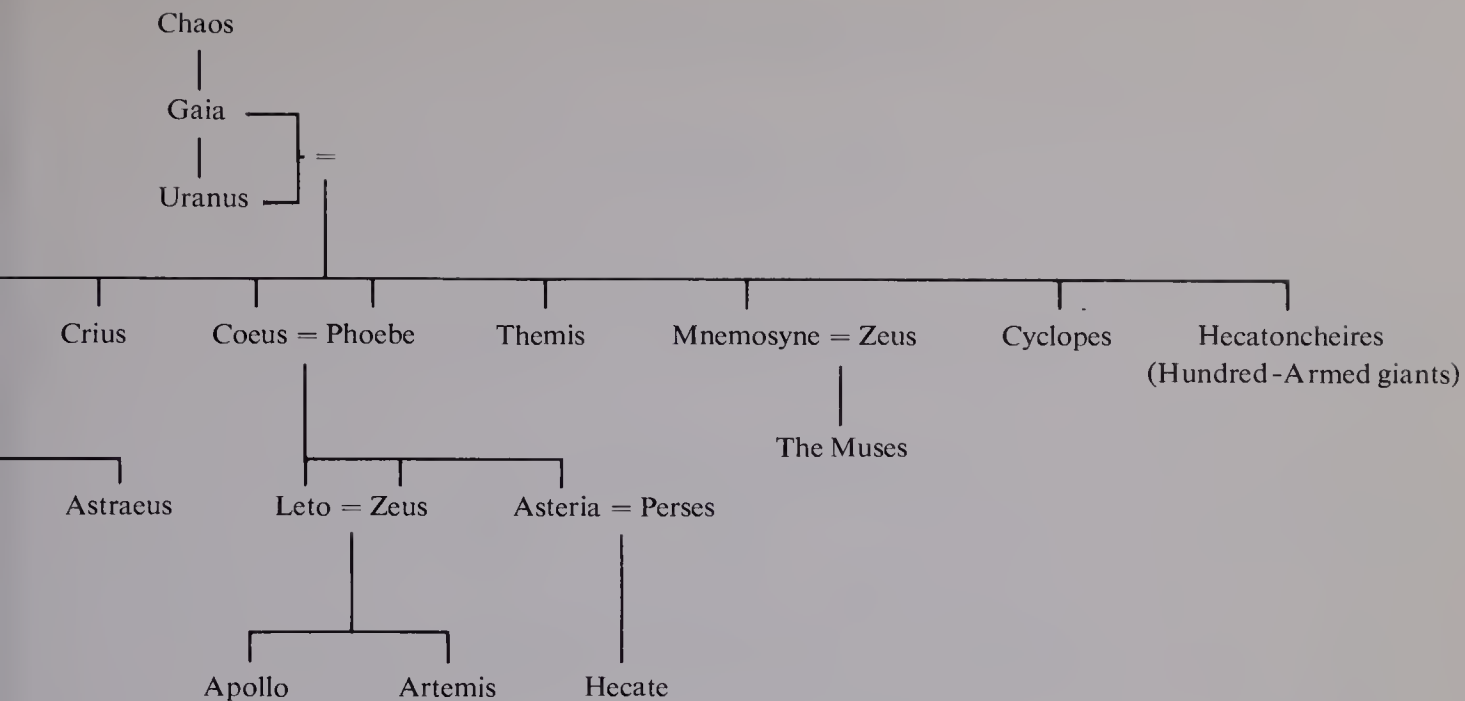 Chaos
Gaia
=
Uranus
Crius Coeus = Phoebe Themis Mnemosyne = Zeus Cyclopes Hecatoncheires
(Hundred-Armed giants)
The Muses
Astraeus Leto = Zeus Asteria = Perses
Apollo Artemis Hecate